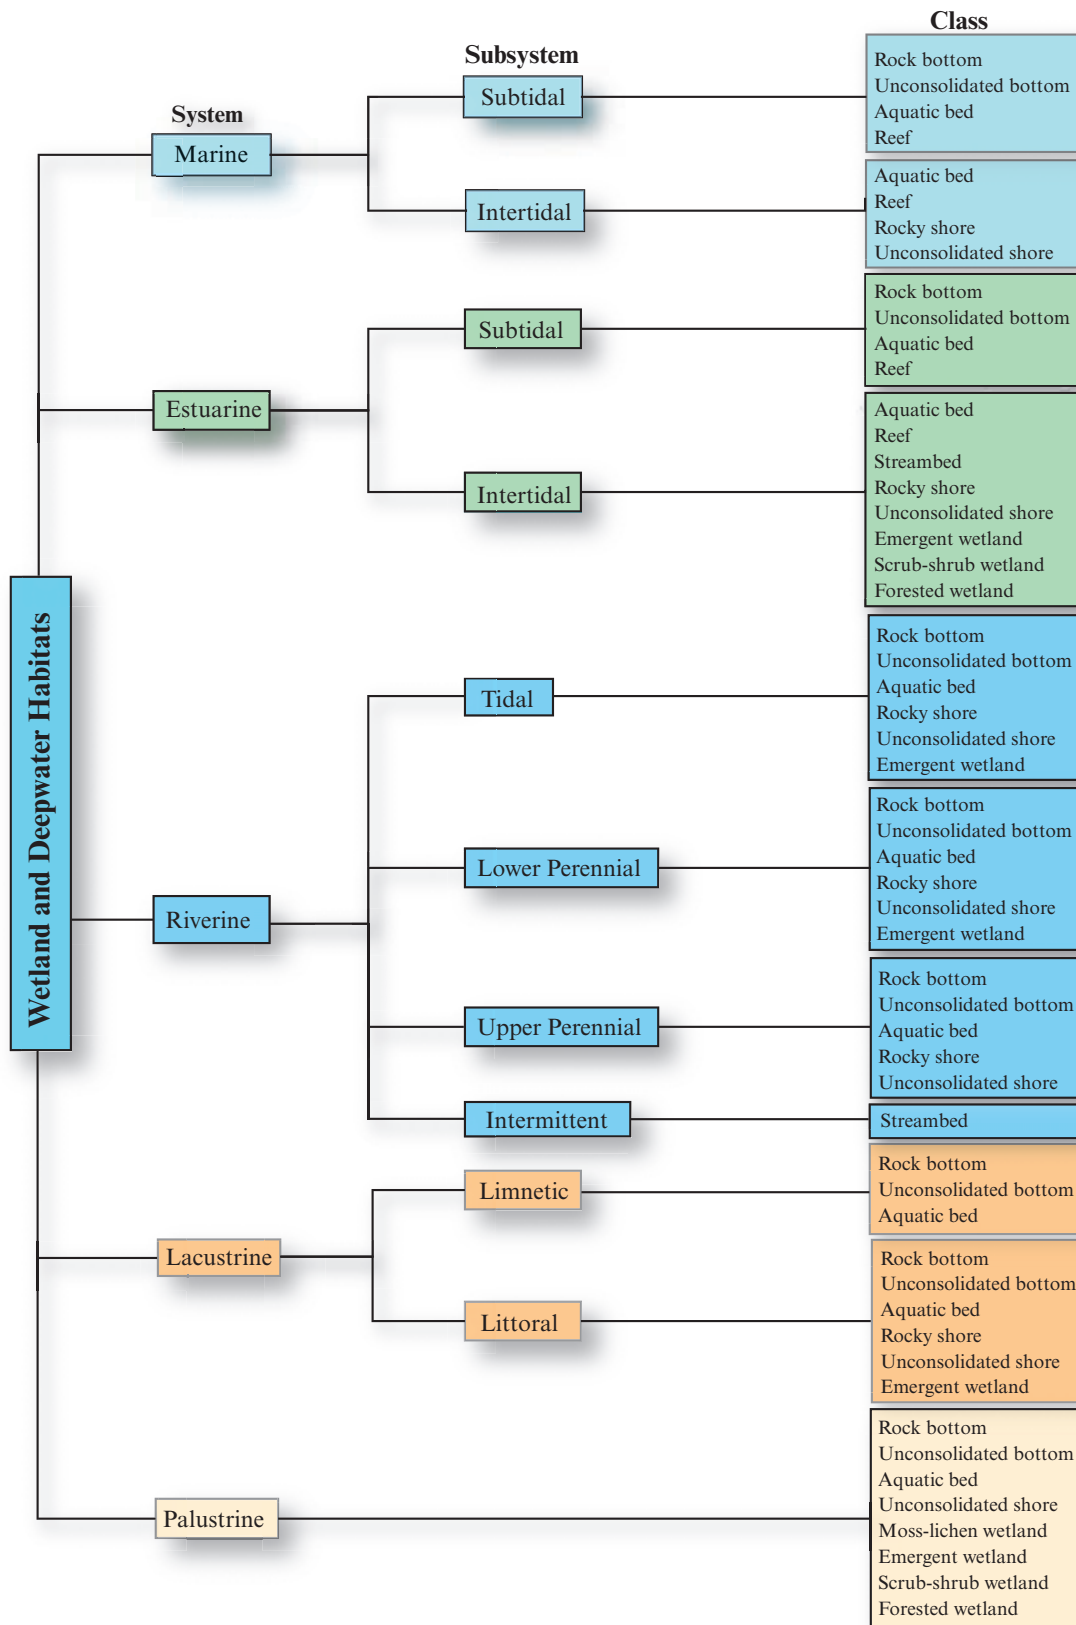 Class
Subsystem
System
Wetland and Deepwater Habitats
Marine
Subtidal
Rock bottom
Unconsolidated bottom
Aquatic bed
Reef
Intertidal
Aquatic bed
Reef
Rocky shore
Unconsolidated shore
Estuarine
Subtidal
Rock bottom
Unconsolidated bottom
Aquatic bed
Reef
Intertidal
Aquatic bed
Reef
Streambed
Rocky shore
Unconsolidated shore
Emergent wetland
Scrub-shrub wetland
Forested wetland
Riverine
Tidal
Rock bottom
Unconsolidated bottom
Aquatic bed
Rocky shore
Unconsolidated shore
Emergent wetland
Lower Perennial
Rock bottom
Unconsolidated bottom
Aquatic bed
Rocky shore
Unconsolidated shore
Emergent wetland
Upper Perennial
Rock bottom
Unconsolidated bottom
Aquatic bed
Rocky shore
Unconsolidated shore
Intermittent
Streambed
Lacustrine
Limnetic
Rock bottom
Unconsolidated bottom
Aquatic bed
Littoral
Rock bottom
Unconsolidated bottom
Aquatic bed
Rocky shore
Unconsolidated shore
Emergent wetland
Palustrine
Rock bottom
Unconsolidated bottom
Aquatic bed
Unconsolidated shore
Moss-lichen wetland
Emergent wetland
Scrub-shrub wetland
Forested wetland